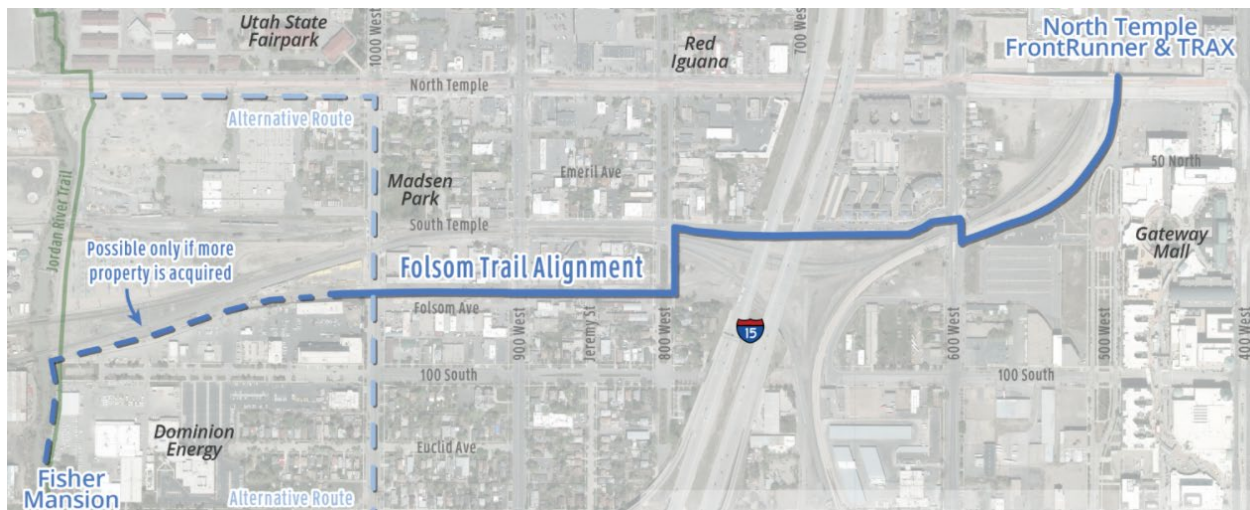 Utah State
Fairpark
1000 West
Red
Iguana
700 West
North Temple
FrontRunner & TRAX
North Temple
Alternative Route
Jordan River Trail
Madsen
Park
Emeril Ave
50 North
South Temple
Possible only if more
property is acquired
Folsom Trail Alignment
Gateway
Mall
Folsom Ave
900 West
Jeremy St
800 West
15
600 West
500 West
400 West
100 South
100 South
Dominion
Energy
Euclid Ave
Fisher
Mansion
Alternative Route